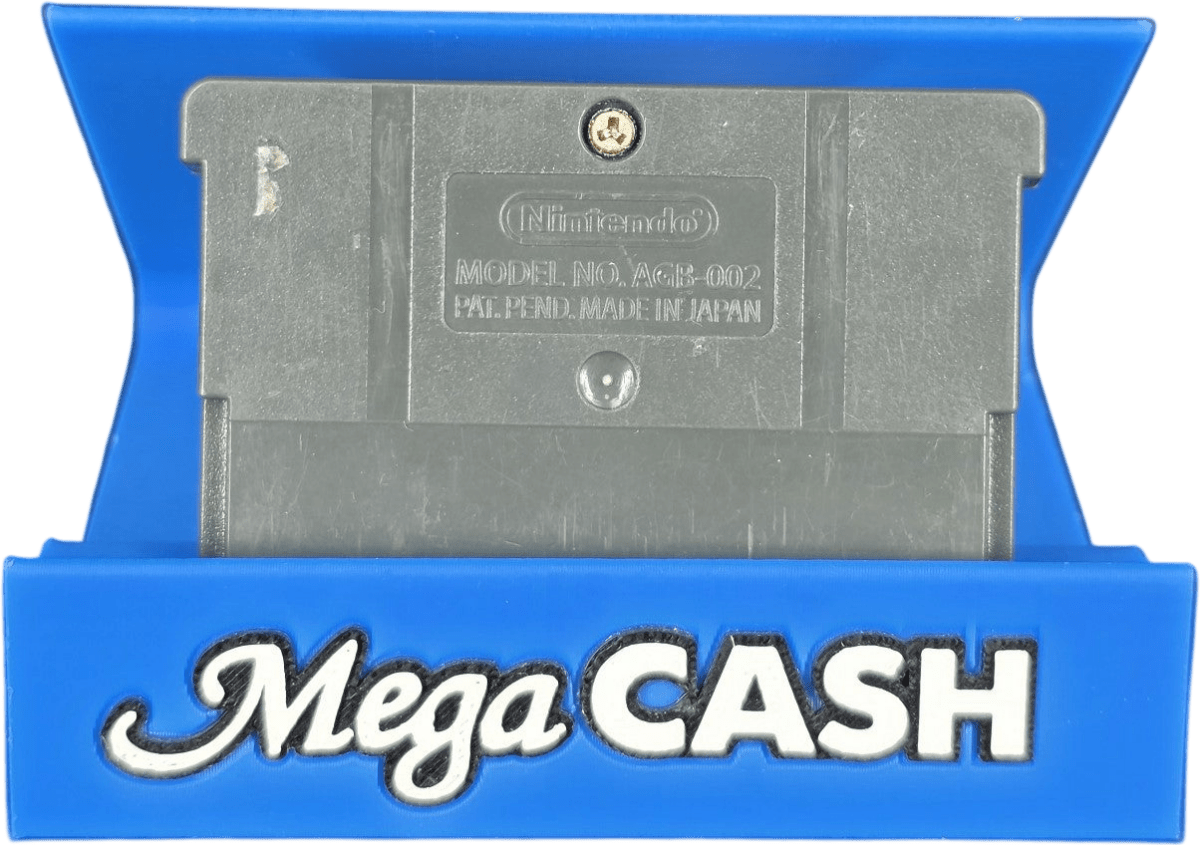 Nintendo
MODEL NO. AGB-002
PAT. PEND. MADE IN JAPAN
Mega CASH